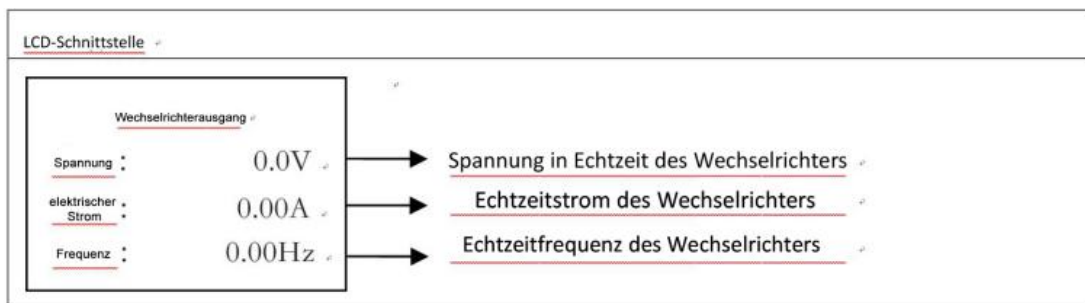 LCD-Schnittstelle
Wechselrichterausgang
Spannung : 0.0V Spannung in Echtzeit des Wechselrichters
elektrischer
Strom : 0.00A Echtzeitstrom des Wechselrichters
Frequenz : 0.00Hz Echtzeitfrequenz des Wechselrichters